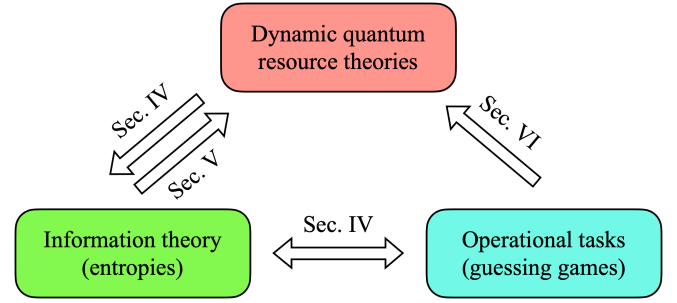 Dynamic quantum
resource theories
Sec. IV
Sec. V
Sec. VI
Information theory
(entropies)
Sec. IV
Operational tasks
(guessing games)